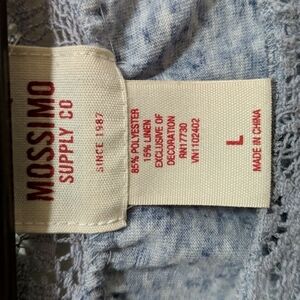 MOSSIMO
SUPPLY CO
SINCE 1987
85% POLYESTER
15% LINEN
EXCLUSIVE OF
DECORATION
RN17730
VN1102402
L
MADE IN CHINA